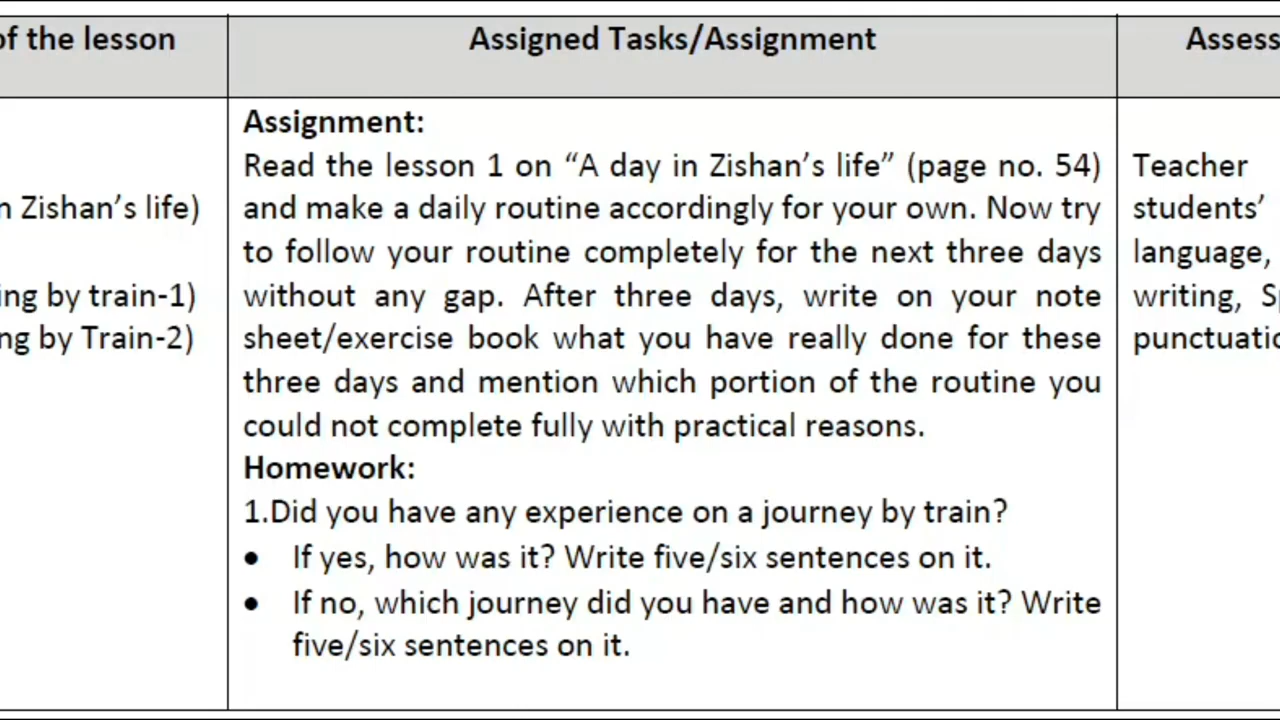 of the lesson
Assigned Tasks/Assignment
Assess
n Zishan's life)
ing by train-1)
ng by Train-2)
Assignment:
Read the lesson 1 on “A day in Zishan’s life” (page no. 54)
and make a daily routine accordingly for your own. Now try
to follow your routine completely for the next three days
without any gap. After three days, write on your note
sheet/exercise book what you have really done for these
three days and mention which portion of the routine you
could not complete fully with practical reasons.
Homework:
1.Did you have any experience on a journey by train?
• If yes, how was it? Write five/six sentences on it.
• If no, which journey did you have and how was it? Write
five/six sentences on it.
Teacher
students’
language,
writing, Sp
punctuatio